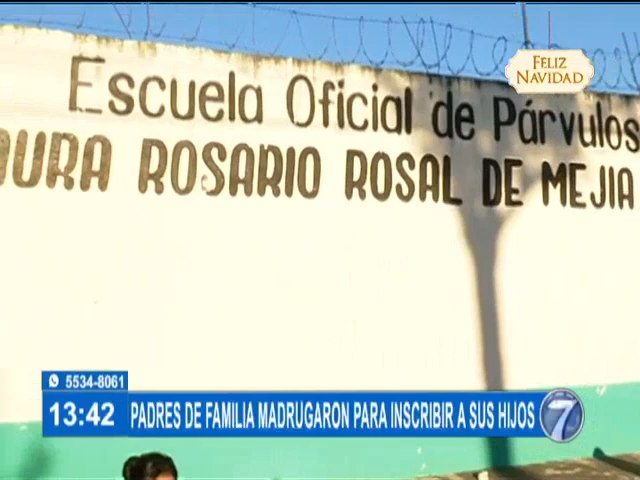 FELIZ
NAVIDAD
Escuela Oficial de Párvulos
ROSARIO ROSAL DE MEJIA
5534-8061
13:42 PADRES DE FAMILIA MADRUGARON PARA INSCRIBIR A SUS HIJOS 7